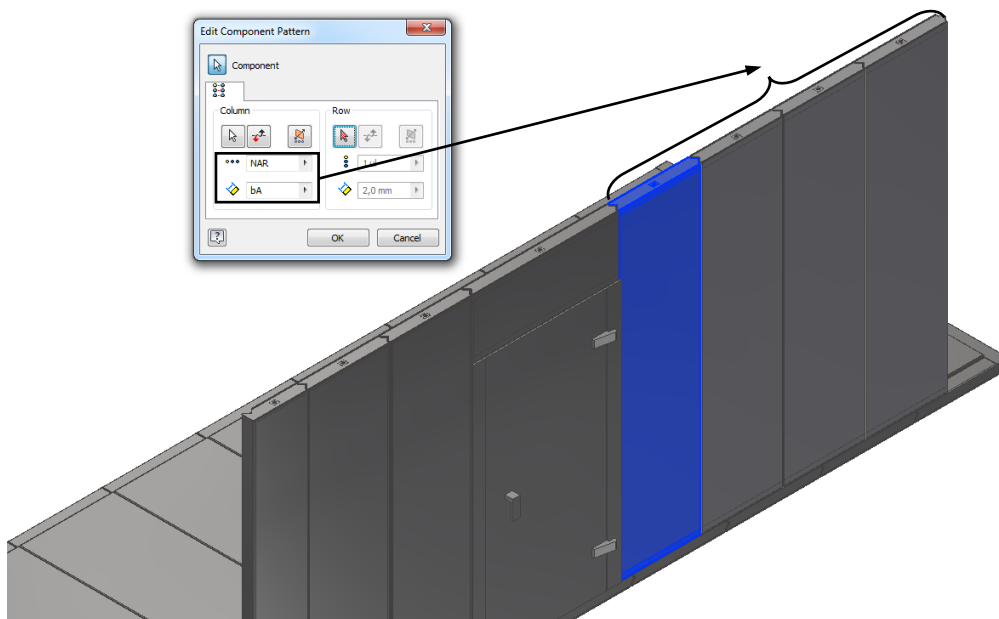 Edit Component Pattern
Component
Column
Row
NAR
bA
2,0 mm
?
OK
Cancel